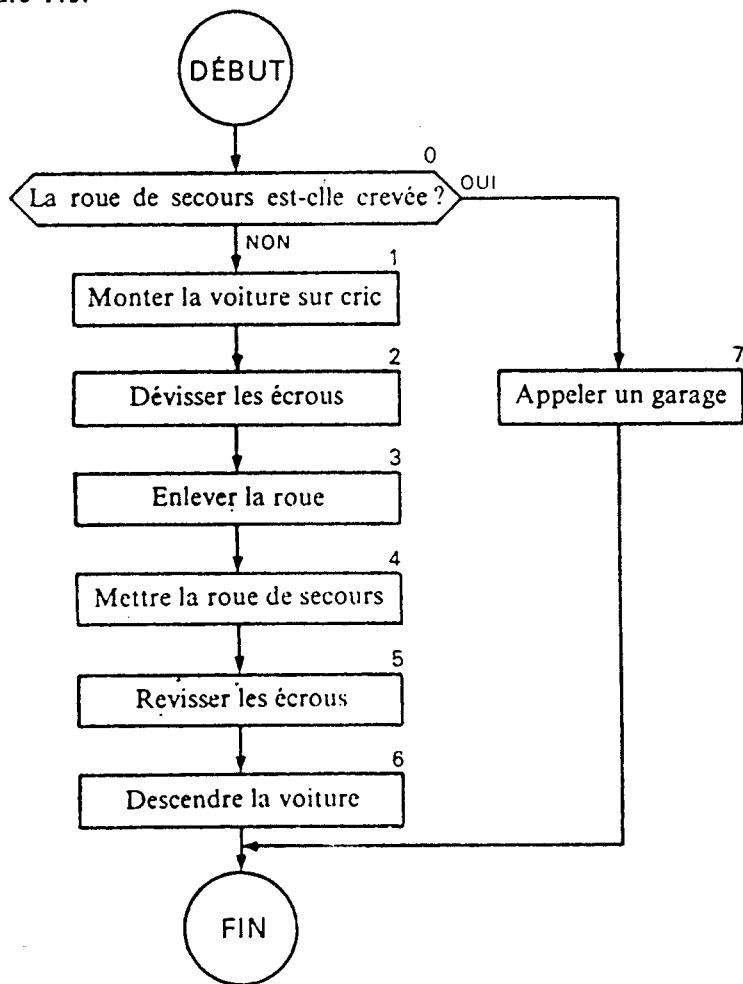 DÉBUT
0
La roue de secours est-elle crevée ?
OUI
NON
1
Monter la voiture sur cric
2
Dévisser les écrous
7
Appeler un garage
3
Enlever la roue
4
Mettre la roue de secours
5
Revisser les écrous
6
Descendre la voiture
FIN